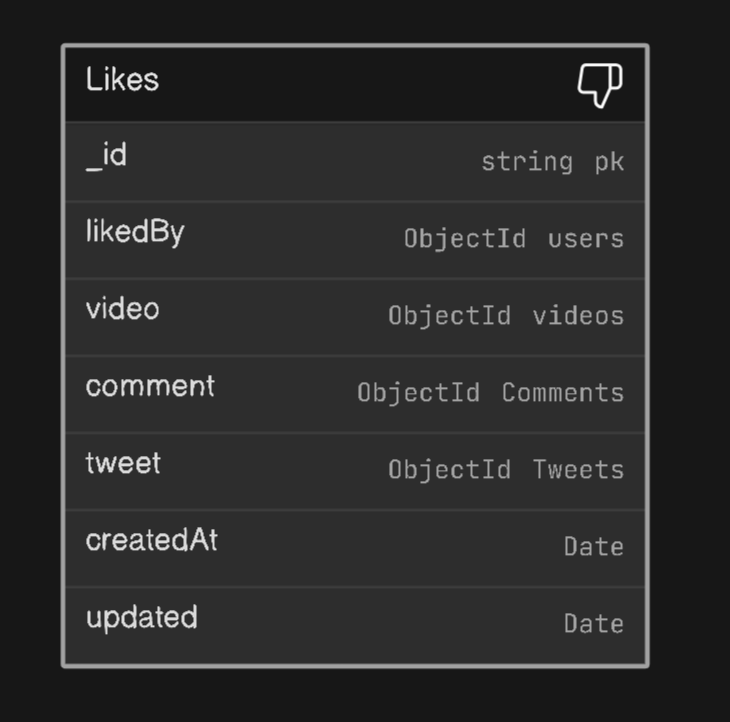 Likes
_id string pk
likedBy ObjectId users
video ObjectId videos
comment ObjectId Comments
tweet ObjectId Tweets
createdAt Date
updated Date